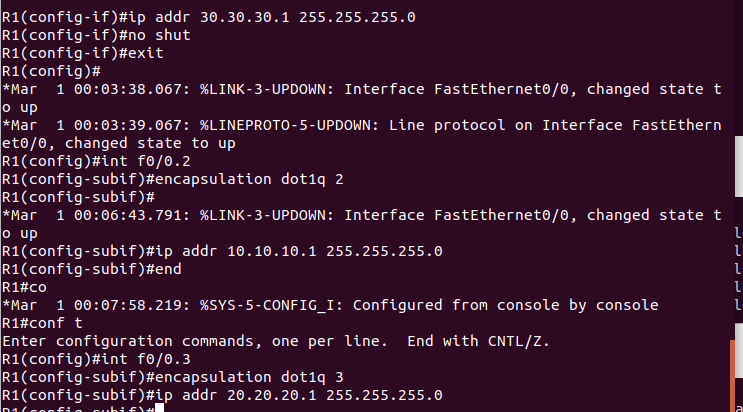 R1(config-if)#ip addr 30.30.30.1 255.255.255.0
R1(config-if)#no shut
R1(config-if)#exit
R1(config)#
*Mar  1 00:03:38.067: %LINK-3-UPDOWN: Interface FastEthernet0/0, changed state t
o up
*Mar  1 00:03:39.067: %LINEPROTO-5-UPDOWN: Line protocol on Interface FastEthern
et0/0, changed state to up
R1(config)#int f0/0.2
R1(config-subif)#encapsulation dot1q 2
R1(config-subif)#
*Mar  1 00:06:43.791: %LINK-3-UPDOWN: Interface FastEthernet0/0, changed state t
o up
R1(config-subif)#ip addr 10.10.10.1 255.255.255.0
R1(config-subif)#end
R1#co
*Mar  1 00:07:58.219: %SYS-5-CONFIG_I: Configured from console by console
R1#conf t
Enter configuration commands, one per line.  End with CNTL/Z.
R1(config)#int f0/0.3
R1(config-subif)#encapsulation dot1q 3
R1(config-subif)#ip addr 20.20.20.1 255.255.255.0
R1(config-subif)#